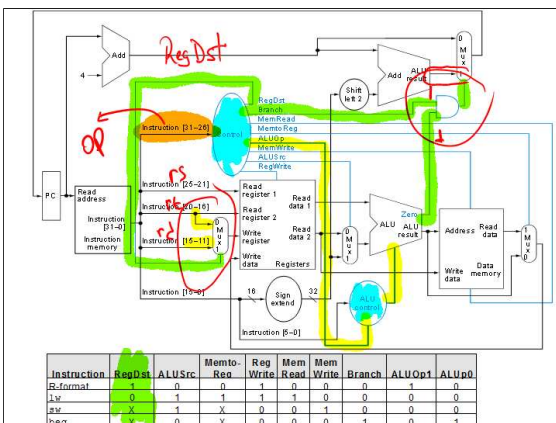 RegDst
Add
4
Add
ALU
result
0
M
u
x
1
Shift
left 2
RegDst
Branch
MemRead
MemtoReg
ALUOp
MemWrite
ALUSrc
RegWrite
Instruction [31–26]
Control
op
rs
Instruction [25–21]
rt
Instruction [20–16]
rd
Instruction [15–11]
0
M
u
x
1
PC
Read
address
Instruction
[31–0]
Instruction
memory
Read
register 1
Read
register 2
Write
register
Write
data
Read
data 1
Read
data 2
Registers
0
M
u
x
1
Zero
ALU
ALU
result
Address
Read
data
Write
data
Data
memory
1
M
u
x
0
Instruction [15–0]
16
Sign
extend
32
ALU
control
Instruction [5–0]
Instruction RegDst ALUSrc Memto-Reg Reg Write Mem Read Mem Write Branch ALUOp1 ALUp0
R-format 1 0 0 1 0 0 0 1 0
lw 0 1 1 1 1 0 0 0 0
sw X 1 X 0 0 1 0 0 0
beq X 0 X 0 0 0 1 0 1